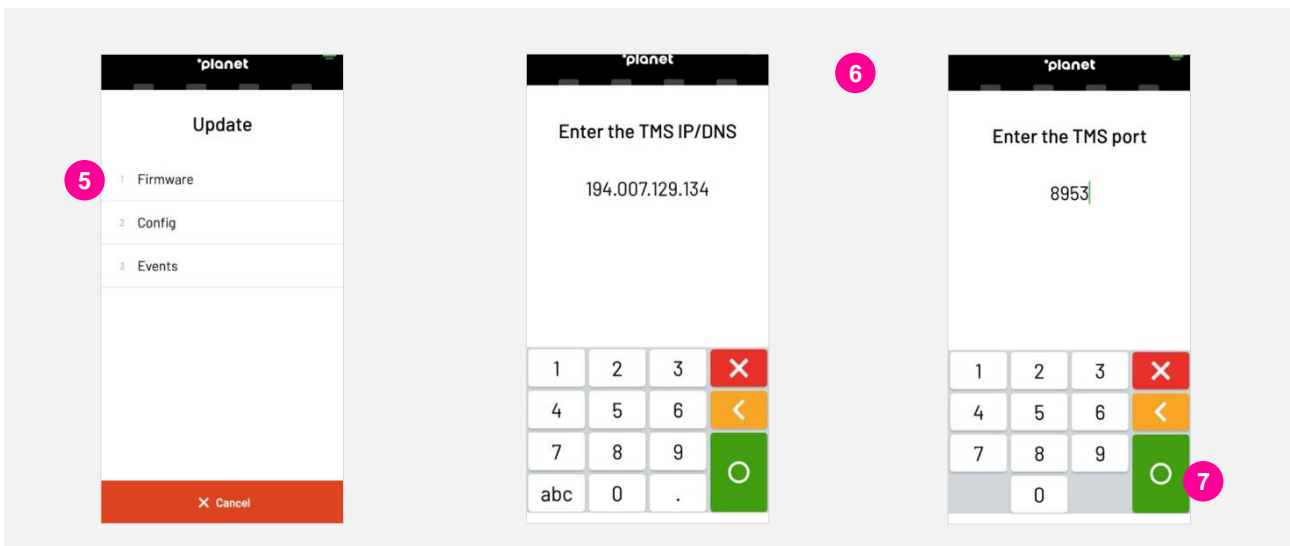 planet
Update
5
1 Firmware
2 Config
3 Events
X Cancel
planet
Enter the TMS IP/DNS
194.007.129.134
1 2 3
4 5 6
7 8 9
abc 0 .
6
planet
Enter the TMS port
8953
1 2 3
4 5 6
7 8 9
0
7